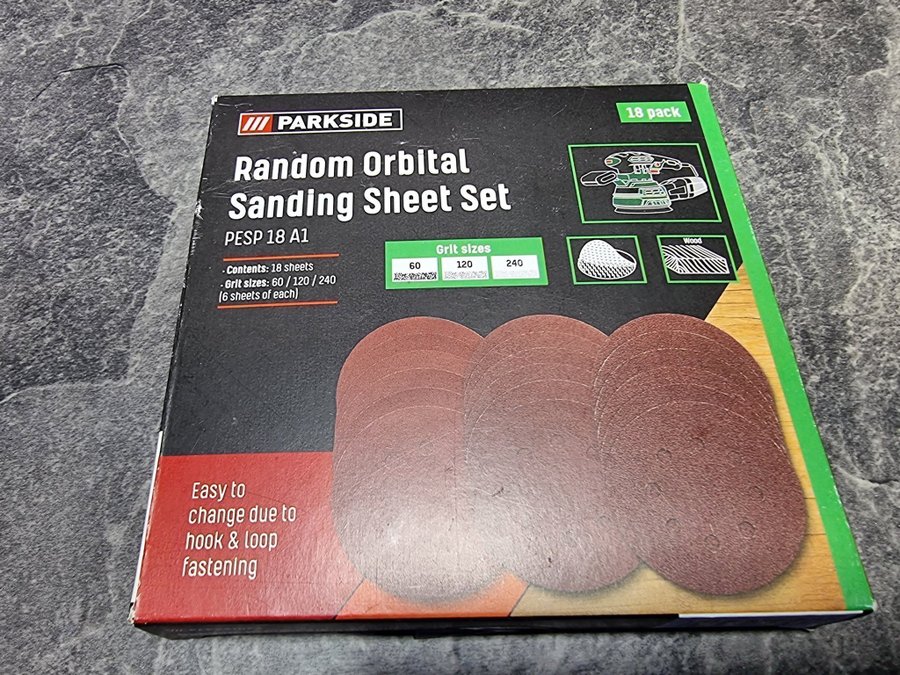 PARKSIDE
18 pack
Random Orbital
Sanding Sheet Set
PESP 18 A1
· Contents: 18 sheets
· Grit sizes: 60 / 120 / 240
(6 sheets of each)
Grit sizes
60 120 240
Wood
Easy to
change due to
hook & loop
fastening